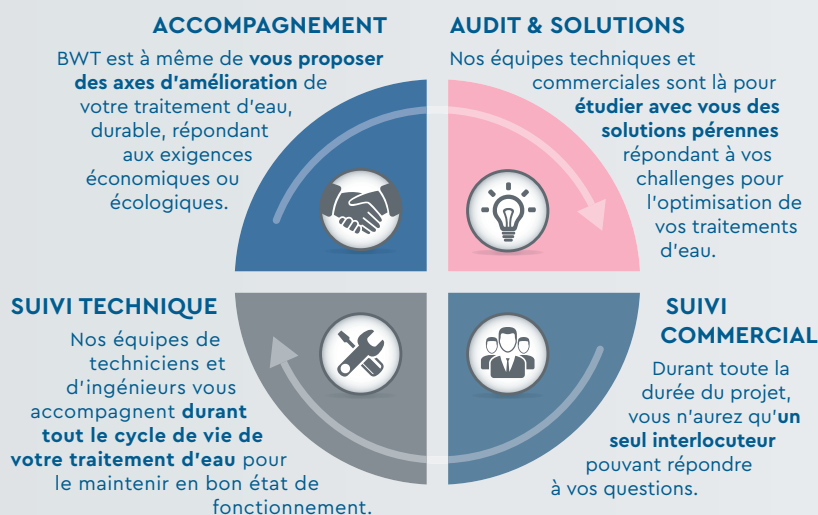 ACCOMPAGNEMENT
BWT est à même de vous proposer
des axes d'amélioration de
votre traitement d'eau,
durable, répondant
aux exigences
économiques ou
écologiques.
AUDIT & SOLUTIONS
Nos équipes techniques et
commerciales sont là pour
étudier avec vous des
solutions pérennes
répondant à vos
challenges pour
l'optimisation de
vos traitements
d'eau.
SUIVI TECHNIQUE
Nos équipes de
techniciens et
d'ingénieurs vous
accompagnent durant
tout le cycle de vie de
votre traitement d'eau pour
le maintenir en bon état de
fonctionnement.
SUIVI
COMMERCIAL
Durant toute la
durée du projet,
vous n'aurez qu'un
seul interlocuteur
pouvant répondre
à vos questions.